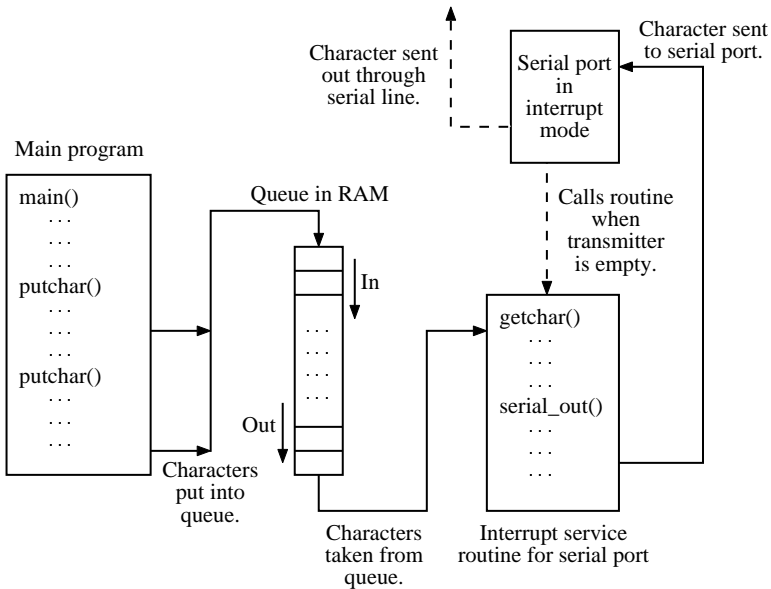 Character sent
out through
serial line.
Serial port
in
interrupt
mode
Character sent
to serial port.
Main program
main()
. . .
. . .
. . .
putchar()
. . .
. . .
putchar()
. . .
. . .
Queue in RAM
In
. . .
. . .
. . .
. . .
Out
Characters
put into
queue.
Characters
taken from
queue.
Calls routine
when
transmitter
is empty.
getchar()
. . .
. . .
. . .
serial_out()
. . .
. . .
. . .
Interrupt service
routine for serial port